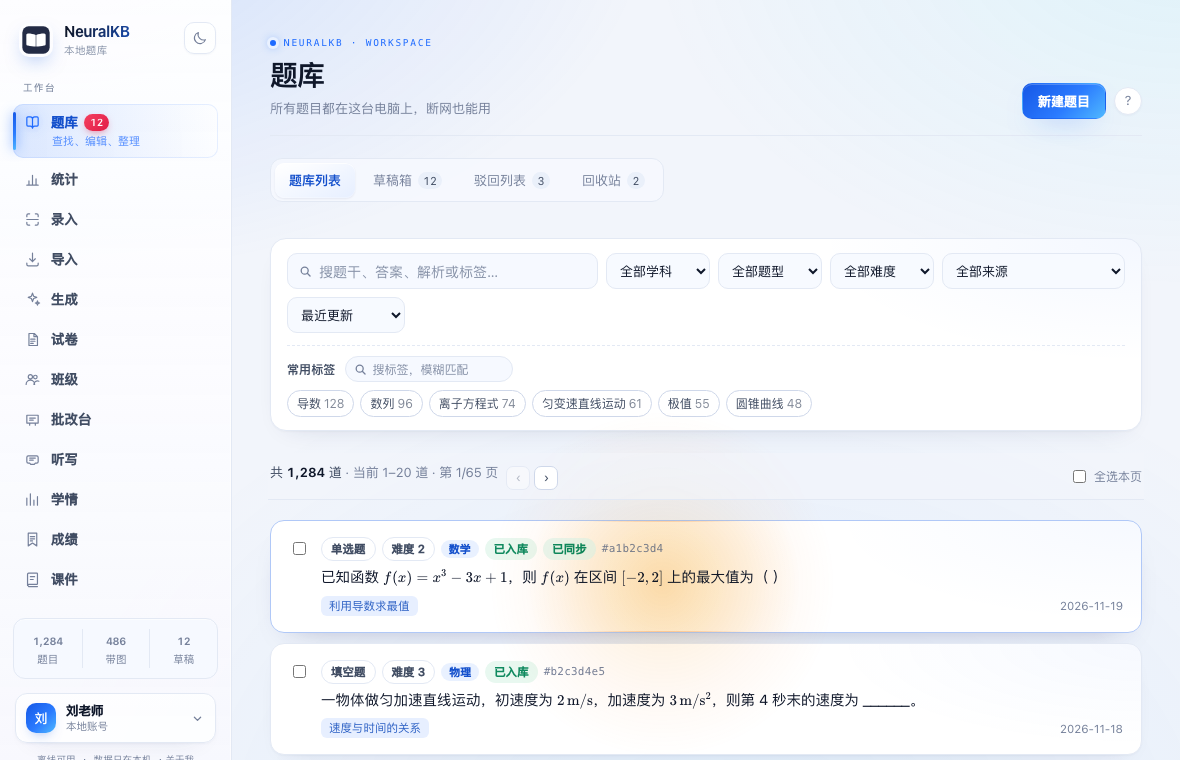 NeuralKB
本地题库
工作台
题库 12
查找、编辑、整理
统计
录入
导入
生成
试卷
班级
批改台
听写
学情
成绩
课件
1,284 486 12
题目 带图 草稿
刘 刘老师
本地账号
离线可用 · 数据只在本机 · 关于我
NEURALKB · WORKSPACE
题库
所有题目都在这台电脑上，断网也能用
新建题目 ?
题库列表 草稿箱 12 驳回列表 3 回收站 2
搜题干、答案、解析或标签... 全部学科 全部题型 全部难度 全部来源
最近更新
常用标签 搜标签，模糊匹配
导数 128 数列 96 离子方程式 74 匀变速直线运动 61 极值 55 圆锥曲线 48
共 1,284 道 · 当前 1–20 道 · 第 1/65 页 ‹ › 全选本页
单选题 难度 2 数学 已入库 已同步 #a1b2c3d4
已知函数 f(x) = x³ − 3x + 1，则 f(x) 在区间 [−2, 2] 上的最大值为（ ）
利用导数求最值 2026-11-19
填空题 难度 3 物理 已入库 #b2c3d4e5
一物体做匀加速直线运动，初速度为 2 m/s，加速度为 3 m/s²，则第 4 秒末的速度为 ______。
速度与时间的关系 2026-11-18